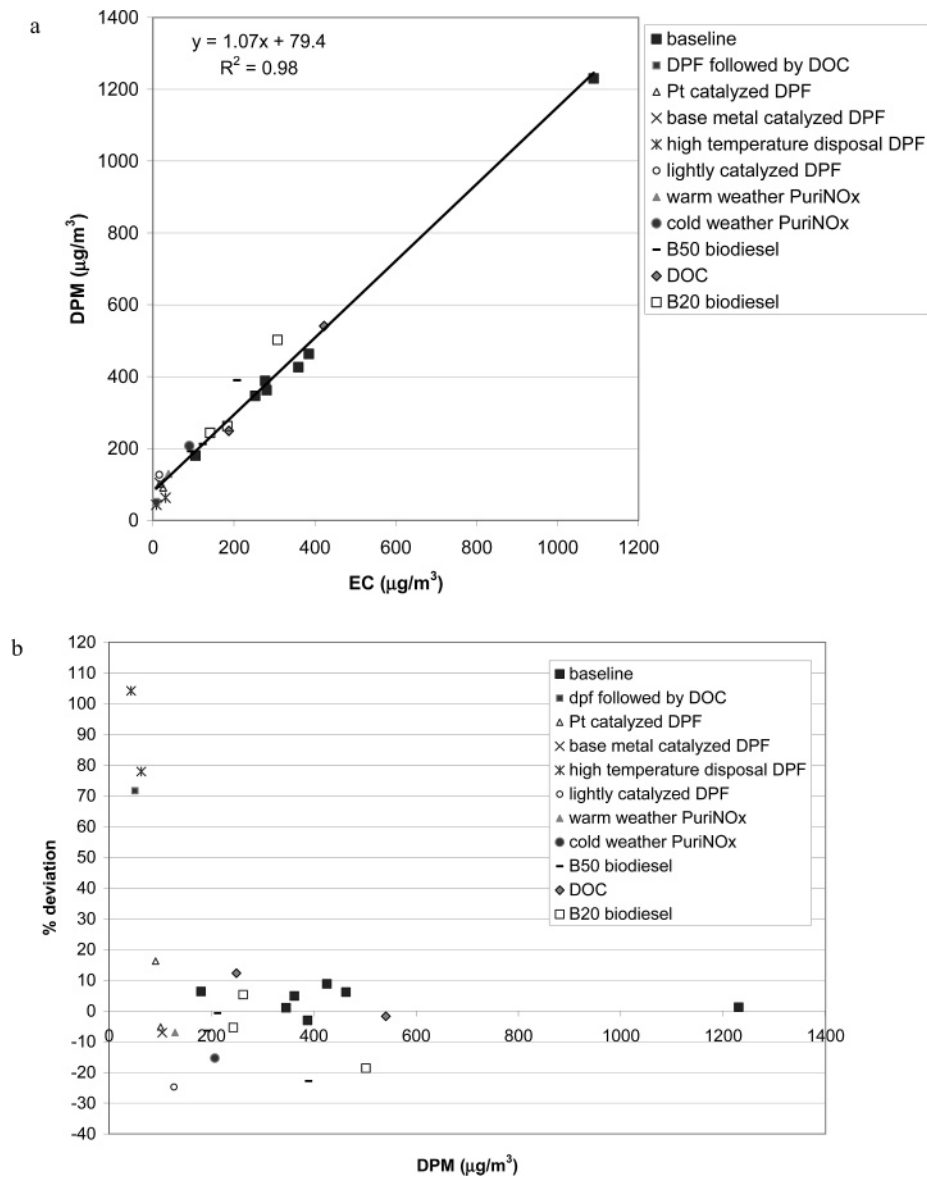 a
y = 1.07x + 79.4
R² = 0.98
1400
1200
1000
800
600
400
200
0
DPM (µg/m³)
0 200 400 600 800 1000 1200
EC (µg/m³)
baseline
DPF followed by DOC
Pt catalyzed DPF
base metal catalyzed DPF
high temperature disposal DPF
lightly catalyzed DPF
warm weather PuriNOx
cold weather PuriNOx
B50 biodiesel
DOC
B20 biodiesel
b
120
110
100
90
80
70
60
50
40
30
20
10
0
-10
-20
-30
-40
% deviation
baseline
dpf followed by DOC
Pt catalyzed DPF
base metal catalyzed DPF
high temperature disposal DPF
lightly catalyzed DPF
warm weather PuriNOx
cold weather PuriNOx
B50 biodiesel
DOC
B20 biodiesel
0 200 400 600 800 1000 1200 1400
DPM (µg/m³)